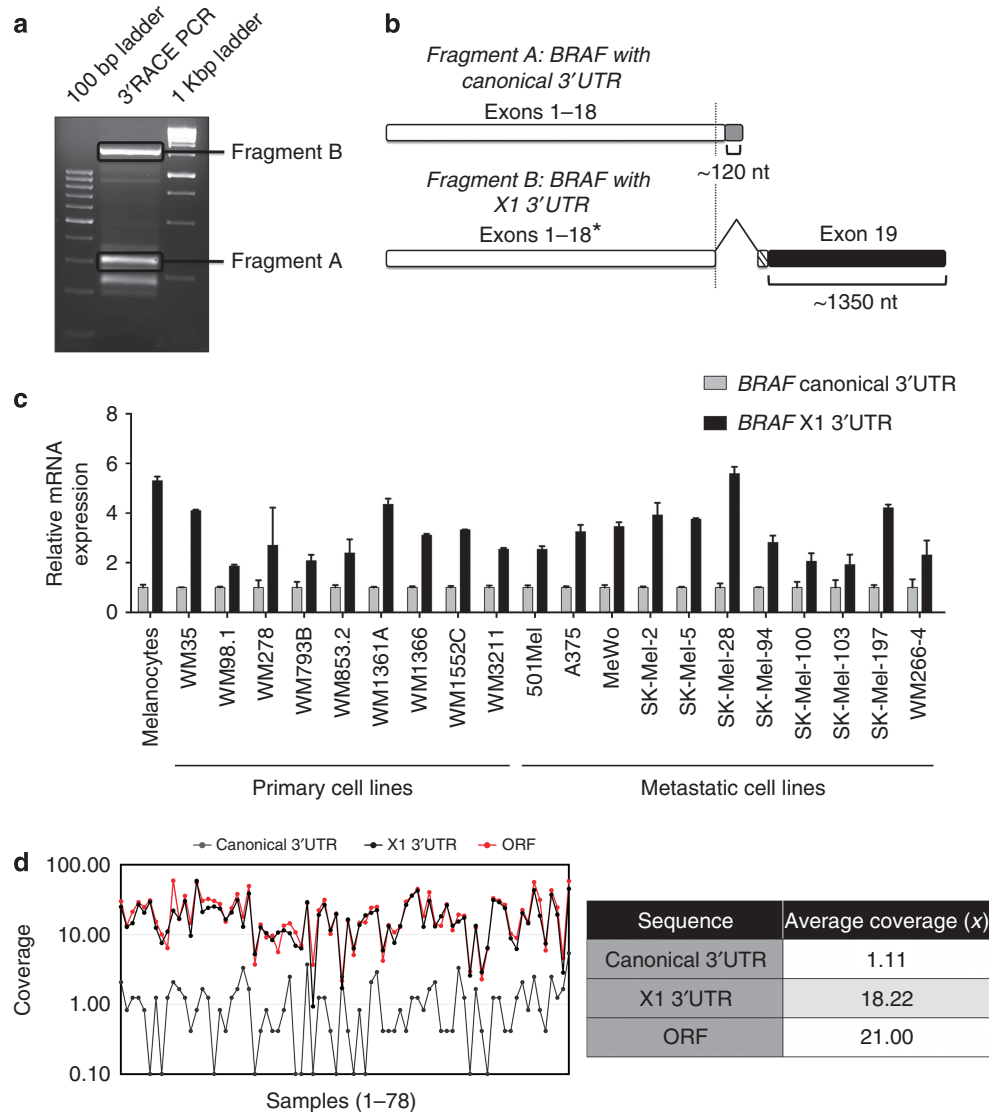 a
100 bp ladder
3′RACE PCR
1 Kbp ladder
Fragment B
Fragment A
b
Fragment A: BRAF with
canonical 3′UTR
Exons 1–18
~120 nt
Fragment B: BRAF with
X1 3′UTR
Exons 1–18*
Exon 19
~1350 nt
c
BRAF canonical 3′UTR
BRAF X1 3′UTR
Relative mRNA
expression
8
6
4
2
0
Melanocytes
WM35
WM98.1
WM278
WM793B
WM853.2
WM1361A
WM1366
WM1552C
WM3211
501Mel
A375
MeWo
SK-Mel-2
SK-Mel-5
SK-Mel-28
SK-Mel-94
SK-Mel-100
SK-Mel-103
SK-Mel-197
WM266-4
Primary cell lines
Metastatic cell lines
d
Canonical 3′UTR X1 3′UTR ORF
Coverage
100.00
10.00
1.00
0.10
Samples (1–78)
Sequence Average coverage (x)
Canonical 3′UTR 1.11
X1 3′UTR 18.22
ORF 21.00